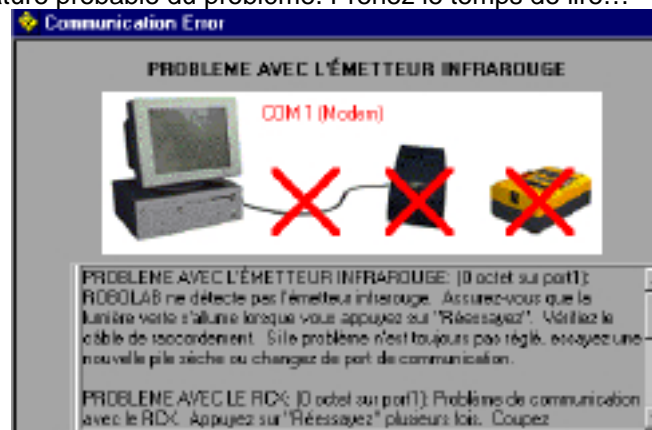 ature probable du problème. Prenez le temps de lire…
Communication Error
PROBLEME AVEC L'ÉMETTEUR INFRAROUGE
COM 1 (Modem)
PROBLEME AVEC L'ÉMETTEUR INFRAROUGE: (0 octet sur port1):
ROBOLAB ne détecte pas l'émetteur infrarouge. Assurez-vous que la
lumière verte s'allume lorsque vous appuyez sur "Réessayez". Vérifiez le
câble de raccordement. Si le problème n'est toujours pas réglé, essayez une
nouvelle pile sèche ou changez de port de communication.
PROBLEME AVEC LE RCX: (0 octet sur port1): Problème de communication
avec le RCX. Appuyez sur "Réessayez" plusieurs fois. Coupez